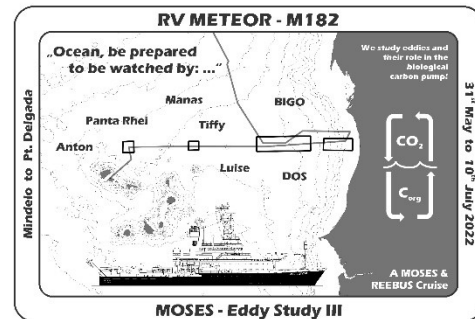 RV METEOR - M182
„Ocean, be prepared
to be watched by: ...“
We study eddies and
their role in the
biological
carbon pump!
Manas
BIGO
Panta Rhei
Tiffy
Anton
Luise
DOS
CO2
Corg
Mindelo to Pt. Delgada
31st May to 10th July 2022
A MOSES &
REEBUS Cruise
MOSES - Eddy Study III